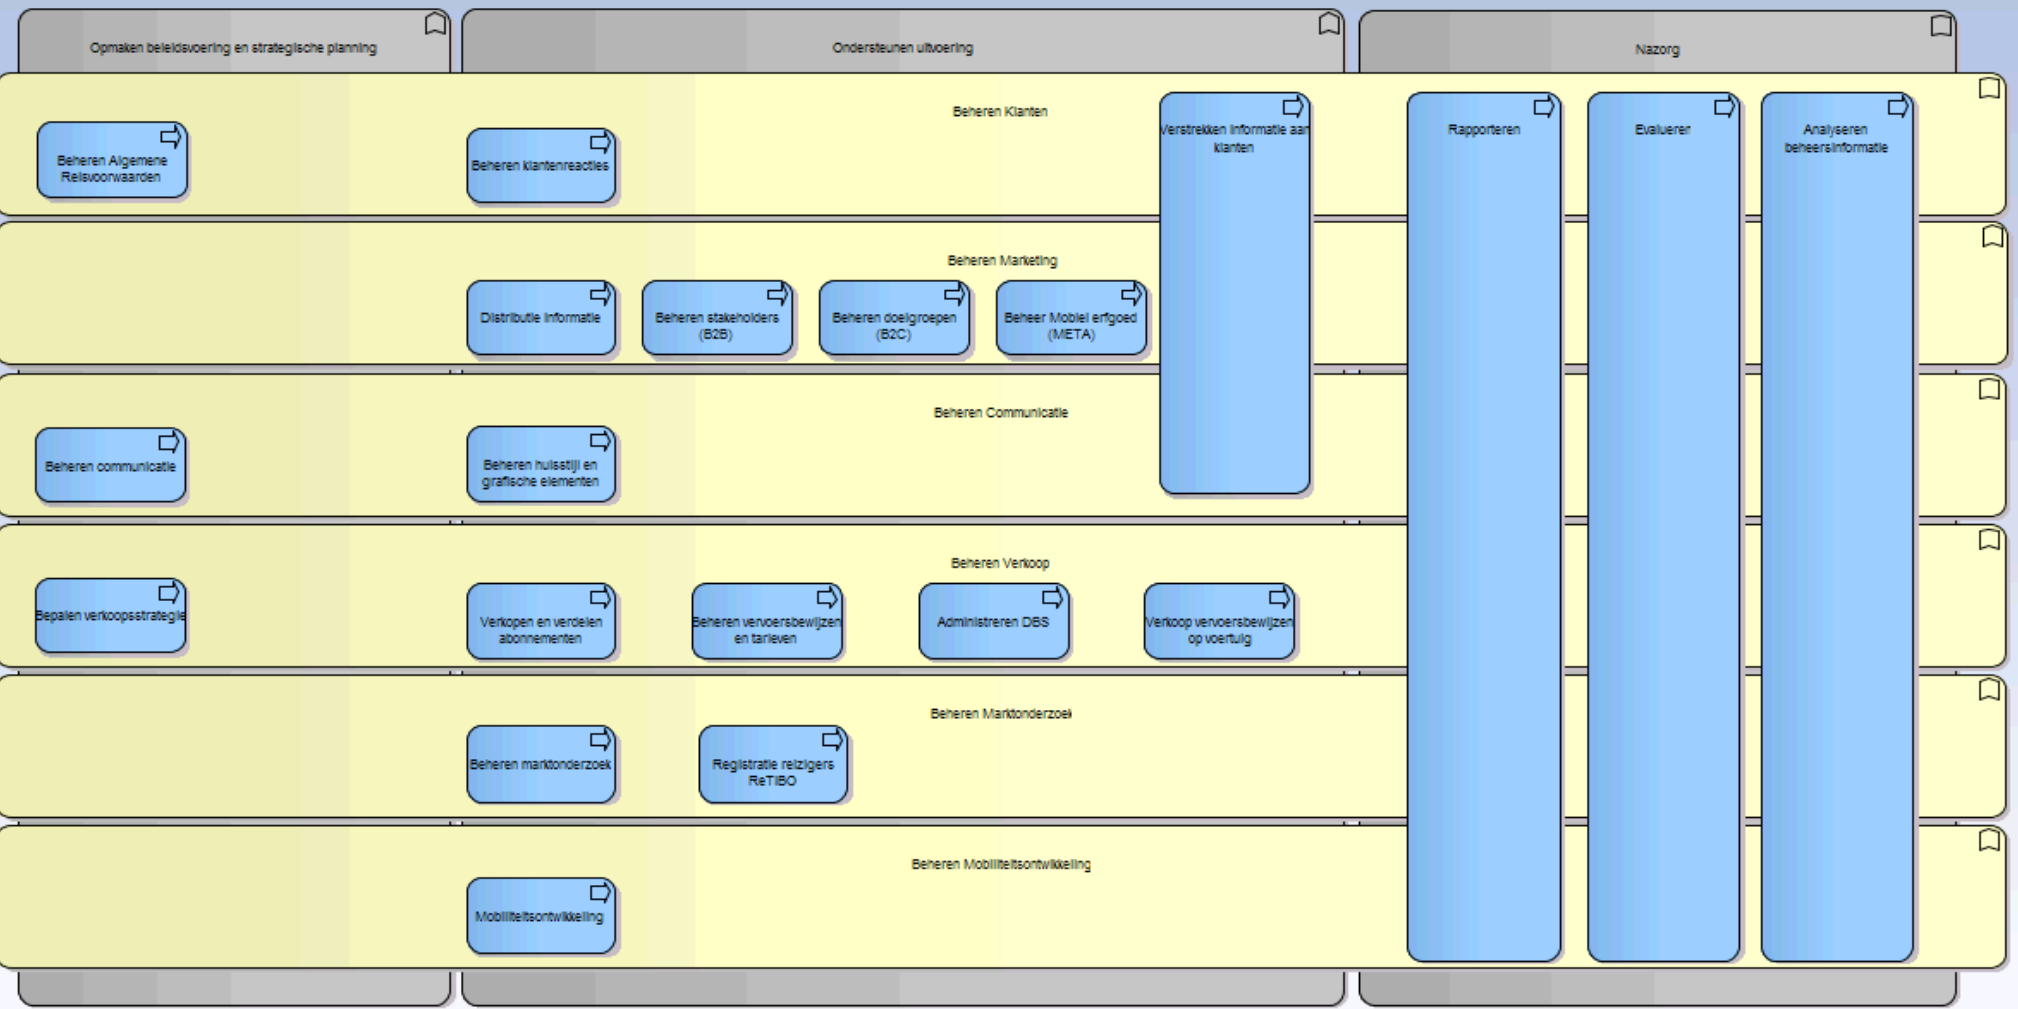 Opmaken beleidsvoering en strategische planning
Ondersteunen uitvoering
Nazorg
Beheren Klanten
Beheren Algemene
Reisvoorwaarden
Beheren klantenreacties
Verstrekken informatie aan
klanten
Rapporteren
Evalueren
Analyseren
beheersinformatie
Beheren Marketing
Distributie informatie
Beheren stakeholders
(B2B)
Beheren doelgroepen
(B2C)
Beheer Mobiel erfgoed
(META)
Beheren Communicatie
Beheren communicatie
Beheren huisstijl en
grafische elementen
Beheren Verkoop
Bepalen verkoopsstrategie
Verkopen en verdelen
abonnementen
Beheren vervoersbewijzen
en tarieven
Administreren DBS
Verkoop vervoersbewijzen
op voertuig
Beheren Marktonderzoek
Beheren marktonderzoek
Registratie reizigers
ReTiBO
Beheren Mobiliteitsontwikkeling
Mobiliteitsontwikkeling